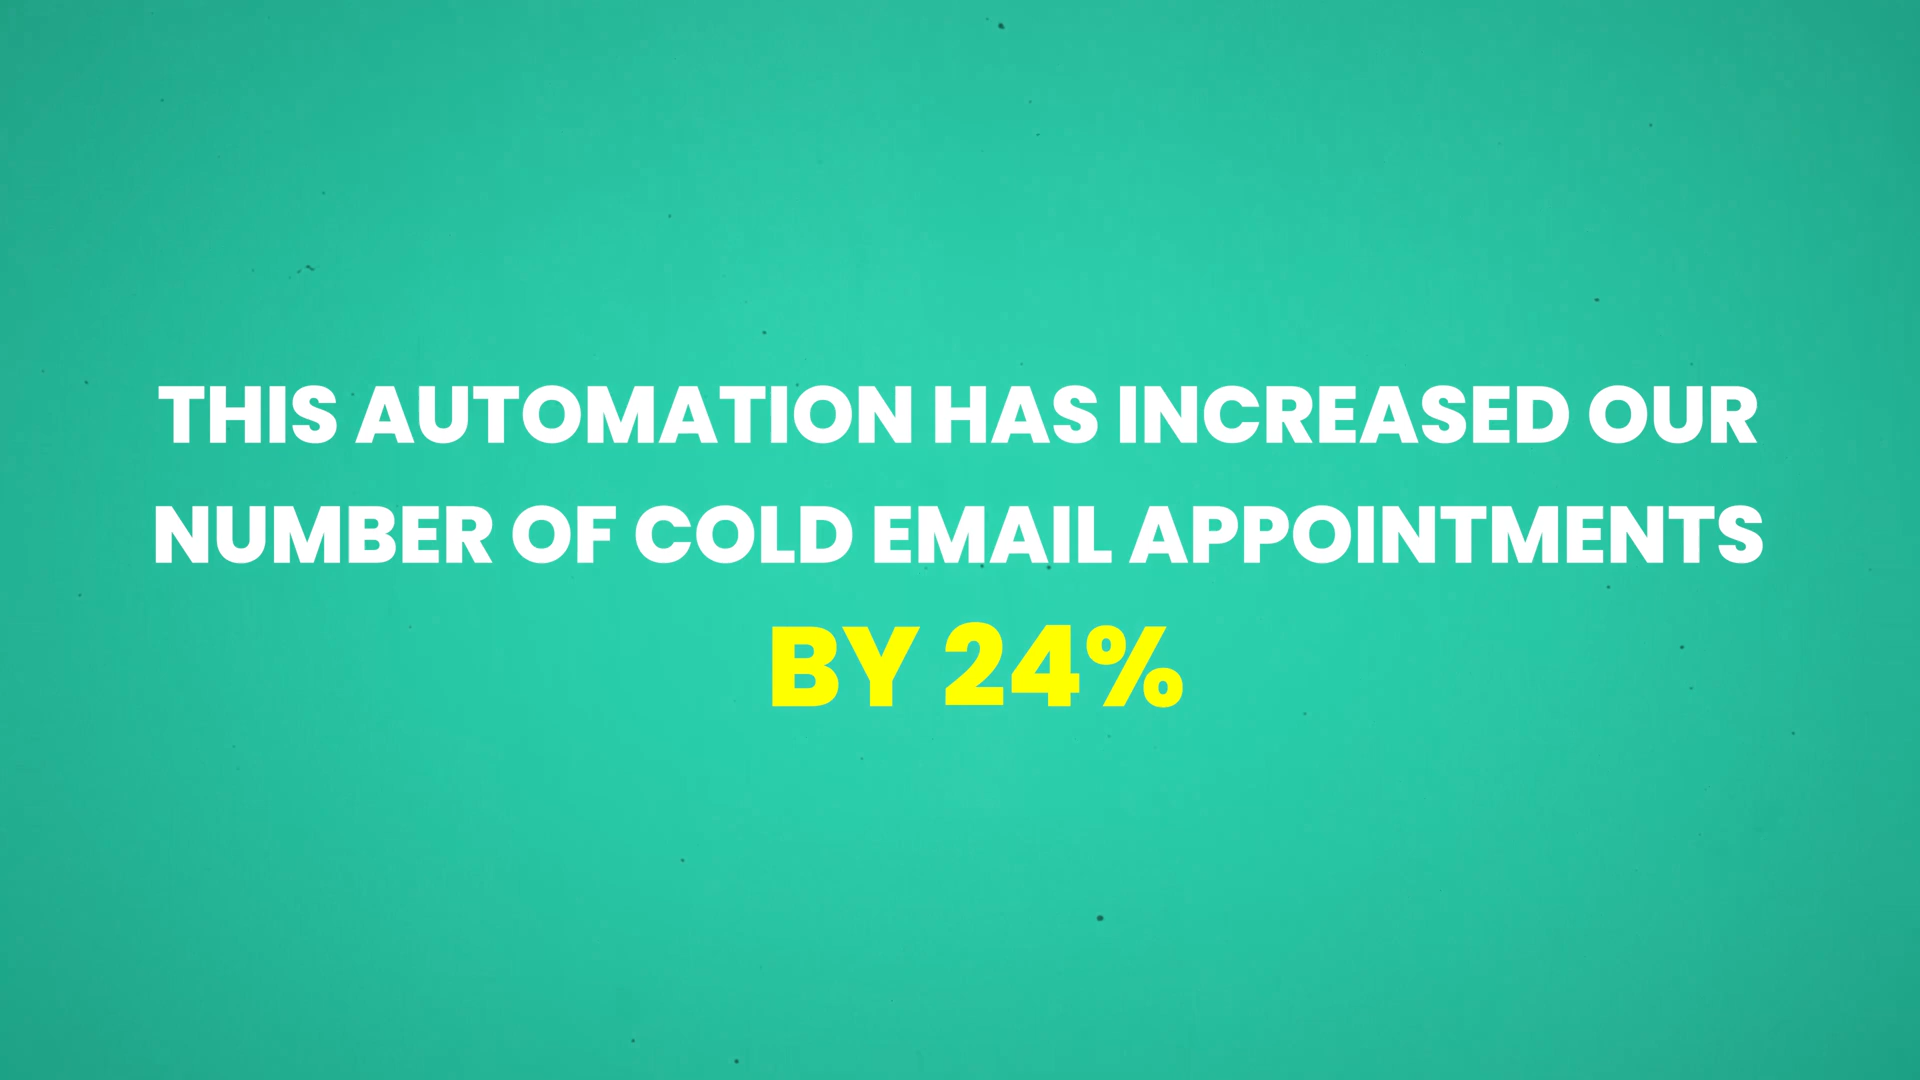 THIS AUTOMATION HAS INCREASED OUR
NUMBER OF COLD EMAIL APPOINTMENTS
BY 24%